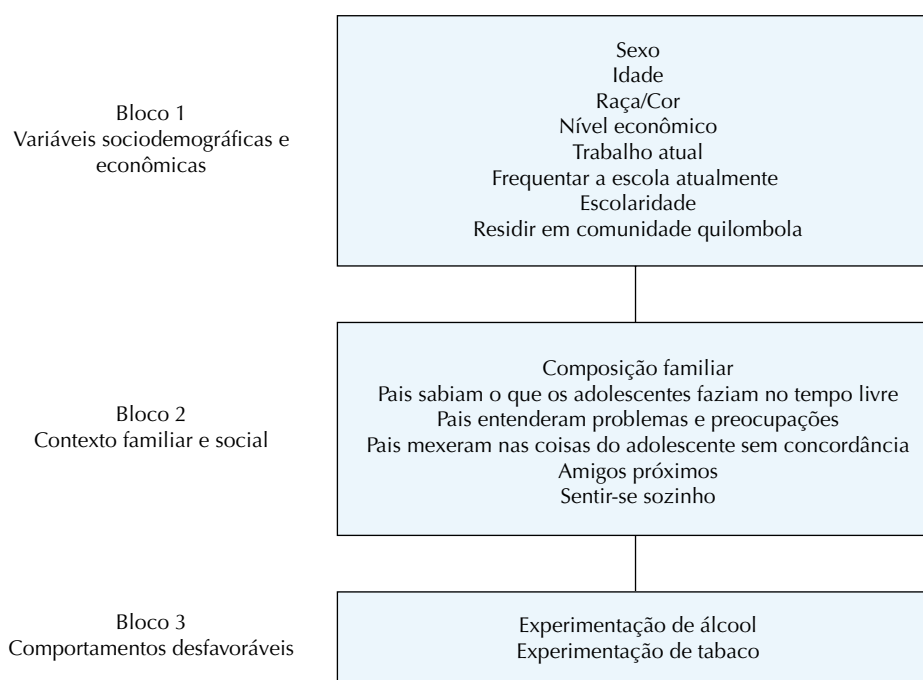 Bloco 1
Variáveis sociodemográficas e
econômicas
Sexo
Idade
Raça/Cor
Nível econômico
Trabalho atual
Frequentar a escola atualmente
Escolaridade
Residir em comunidade quilombola
Bloco 2
Contexto familiar e social
Composição familiar
Pais sabiam o que os adolescentes faziam no tempo livre
Pais entenderam problemas e preocupações
Pais mexeram nas coisas do adolescente sem concordância
Amigos próximos
Sentir-se sozinho
Bloco 3
Comportamentos desfavoráveis
Experimentação de álcool
Experimentação de tabaco